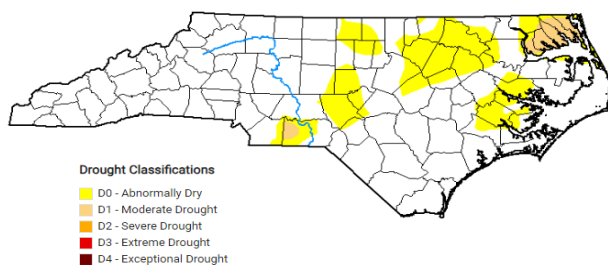 Drought Classifications
D0 - Abnormally Dry
D1 - Moderate Drought
D2 - Severe Drought
D3 - Extreme Drought
D4 - Exceptional Drought